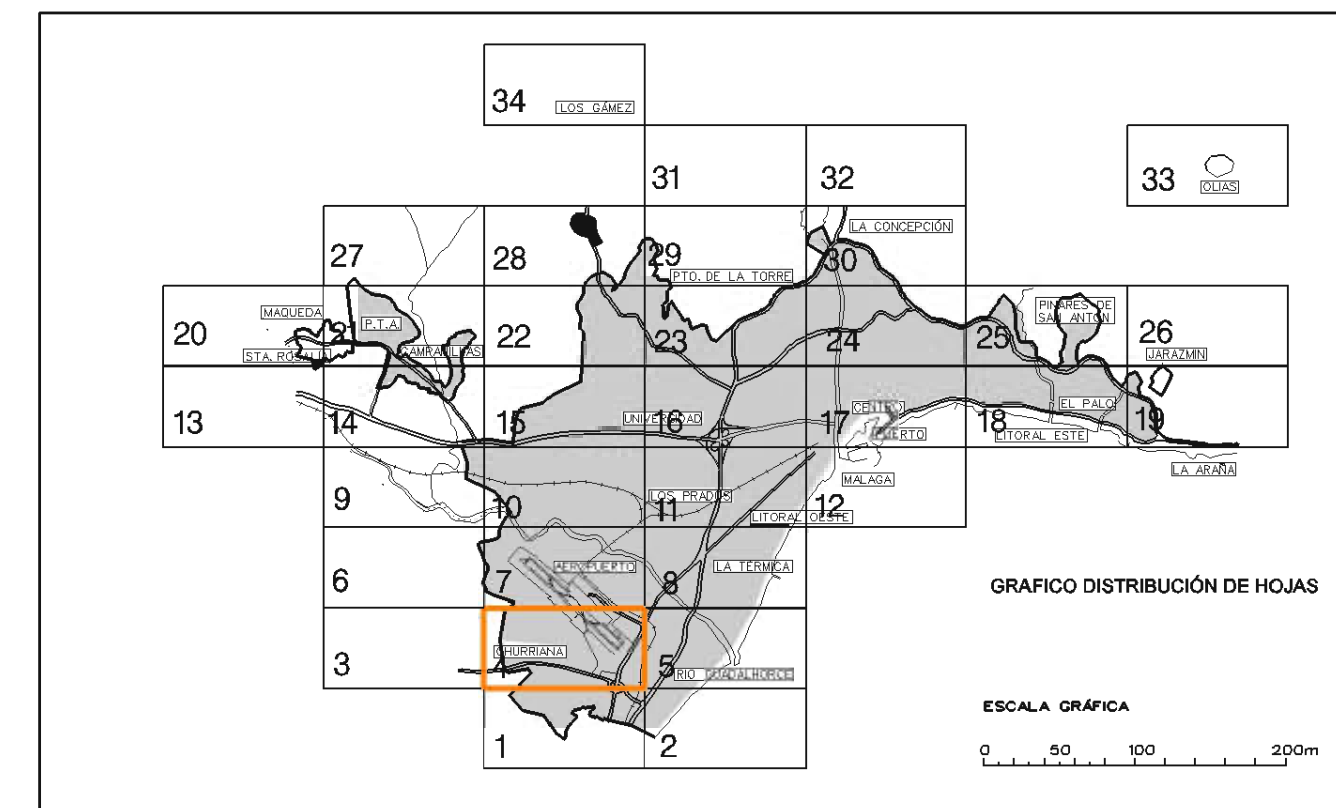 34 LOS GÁMEZ
31 32 33 OLIAS
LA CONCEPCIÓN
27 28 29 30
PTO. DE LA TORRE
MAQUEDA P.T.A. PINARES DE
SAN ANTÓN
20 21 22 23 24 25 26
STA. ROSALÍA CAMPANILLAS JARAZMIN
UNIVERSIDAD CENTRO EL PALO
13 14 15 16 17 18 19
PUERTO LITORAL ESTE
LA ARAÑA
MALAGA
9 10 LOS PRADOS 11 12
LITORAL OESTE
AEROPUERTO LA TÉRMICA
6 7 8
GRAFICO DISTRIBUCIÓN DE HOJAS
CHURRIANA
3 4 5 RIO GUADALHORCE
ESCALA GRÁFICA
1 2
0 50 100 200m